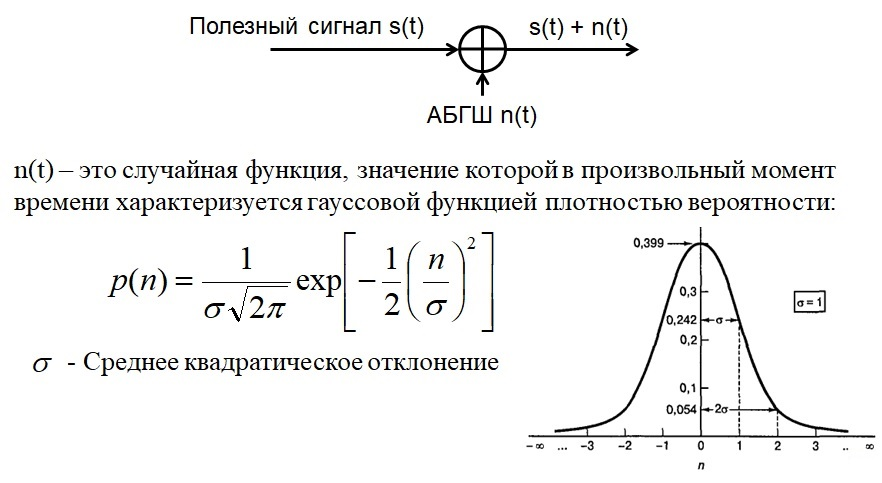 Полезный сигнал s(t)
s(t) + n(t)
АБГШ n(t)
n(t) – это случайная функция, значение которой в произвольный момент
времени характеризуется гауссовой функцией плотностью вероятности:
p(n) = 1/(σ√(2π)) exp[−1/2 (n/σ)²]
σ - Среднее квадратическое отклонение
0,399
0,3
σ = 1
0,242 σ
0,2
0,1
0,054 2σ
−∞ ... −3 −2 −1 0 1 2 3 .. ∞
n